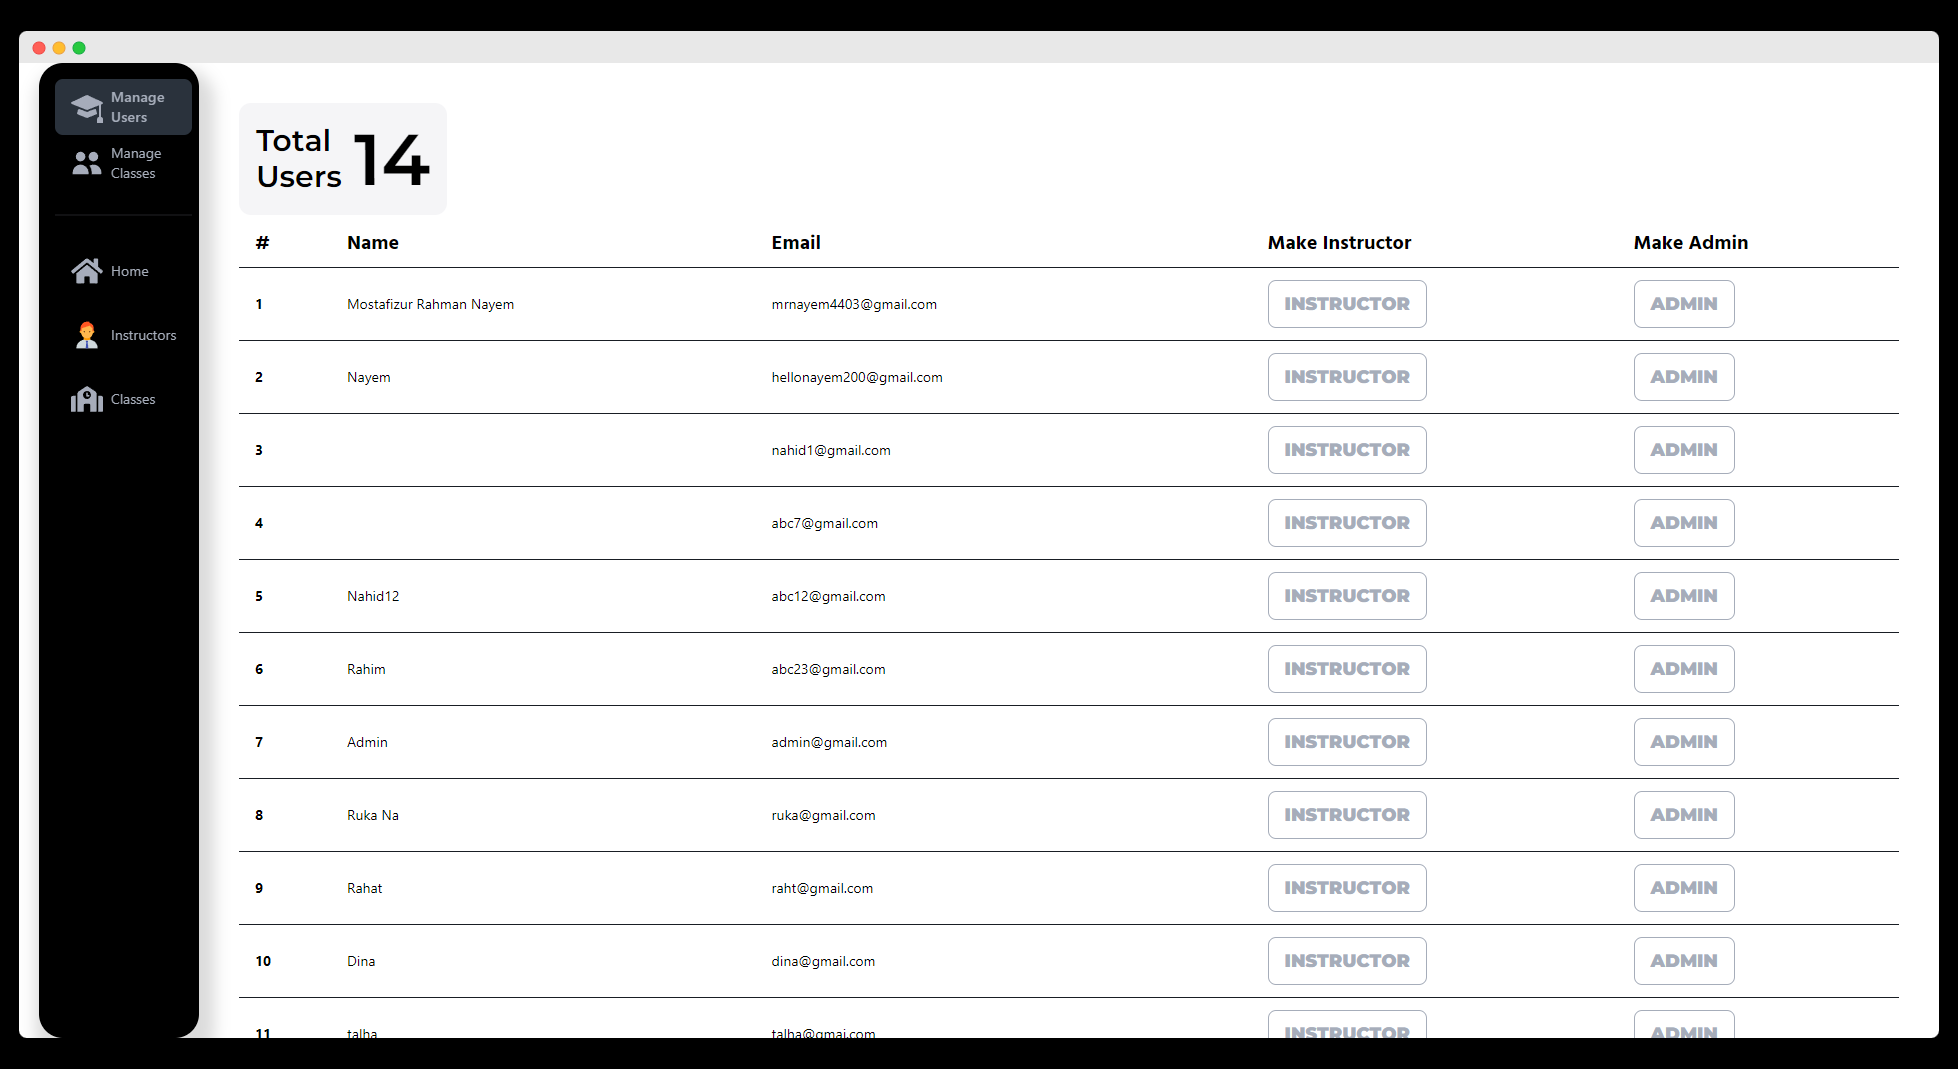 Manage
Users
Manage
Classes
Home
Instructors
Classes
Total
Users
14
# Name Email Make Instructor Make Admin
1 Mostafizur Rahman Nayem mrnayem4403@gmail.com INSTRUCTOR ADMIN
2 Nayem hellonayem200@gmail.com INSTRUCTOR ADMIN
3 nahid1@gmail.com INSTRUCTOR ADMIN
4 abc7@gmail.com INSTRUCTOR ADMIN
5 Nahid12 abc12@gmail.com INSTRUCTOR ADMIN
6 Rahim abc23@gmail.com INSTRUCTOR ADMIN
7 Admin admin@gmail.com INSTRUCTOR ADMIN
8 Ruka Na ruka@gmail.com INSTRUCTOR ADMIN
9 Rahat raht@gmail.com INSTRUCTOR ADMIN
10 Dina dina@gmail.com INSTRUCTOR ADMIN
11 talha talha@gmai.com INSTRUCTOR ADMIN